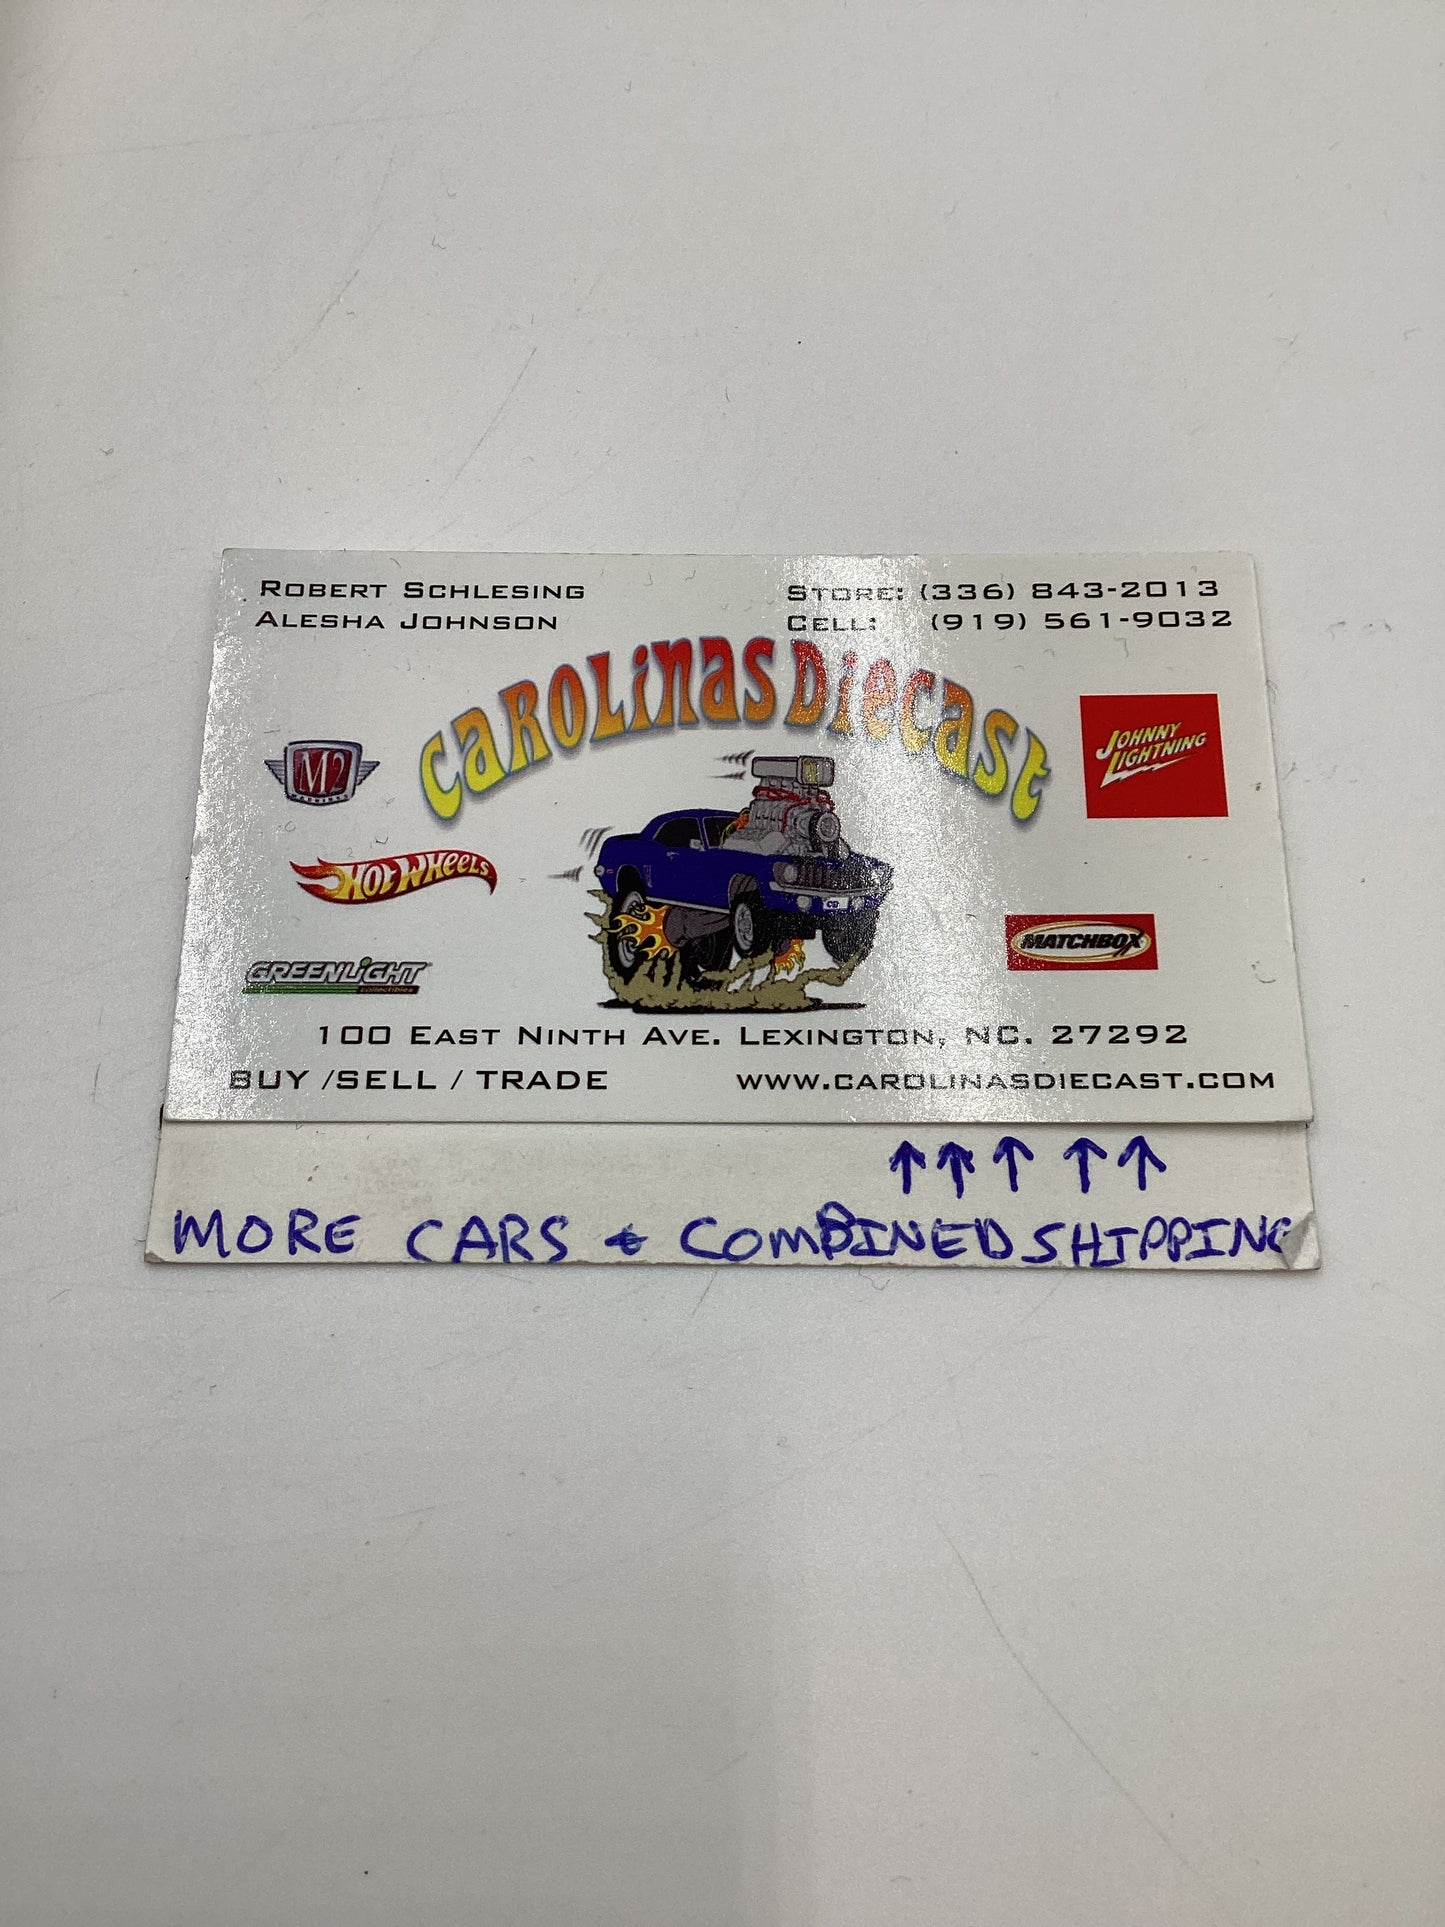 ROBERT SCHLESING
ALESHA JOHNSON
STORE: (336) 843-2013
CELL: (919) 561-9032
CAROLINAS DIECAST
M2
MACHINES
JOHNNY
LIGHTNING
HOT WHEELS
MATCHBOX
GREENLIGHT
collectibles
100 EAST NINTH AVE. LEXINGTON, NC. 27292
BUY /SELL / TRADE
WWW.CAROLINASDIECAST.COM
↑↑↑ ↑↑
MORE CARS & COMBINED SHIPPING